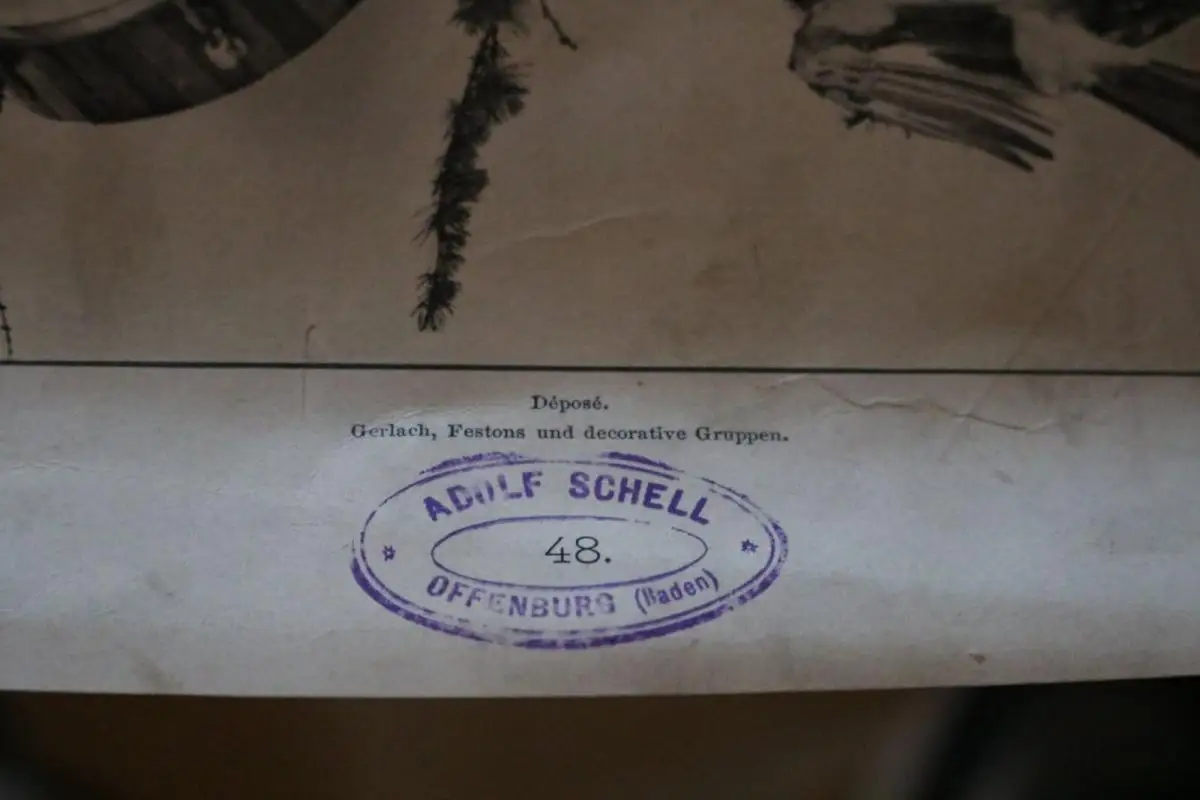 Déposé.
Gerlach, Festons und decorative Gruppen.
ADOLF SCHELL
48.
OFFENBURG (Baden)